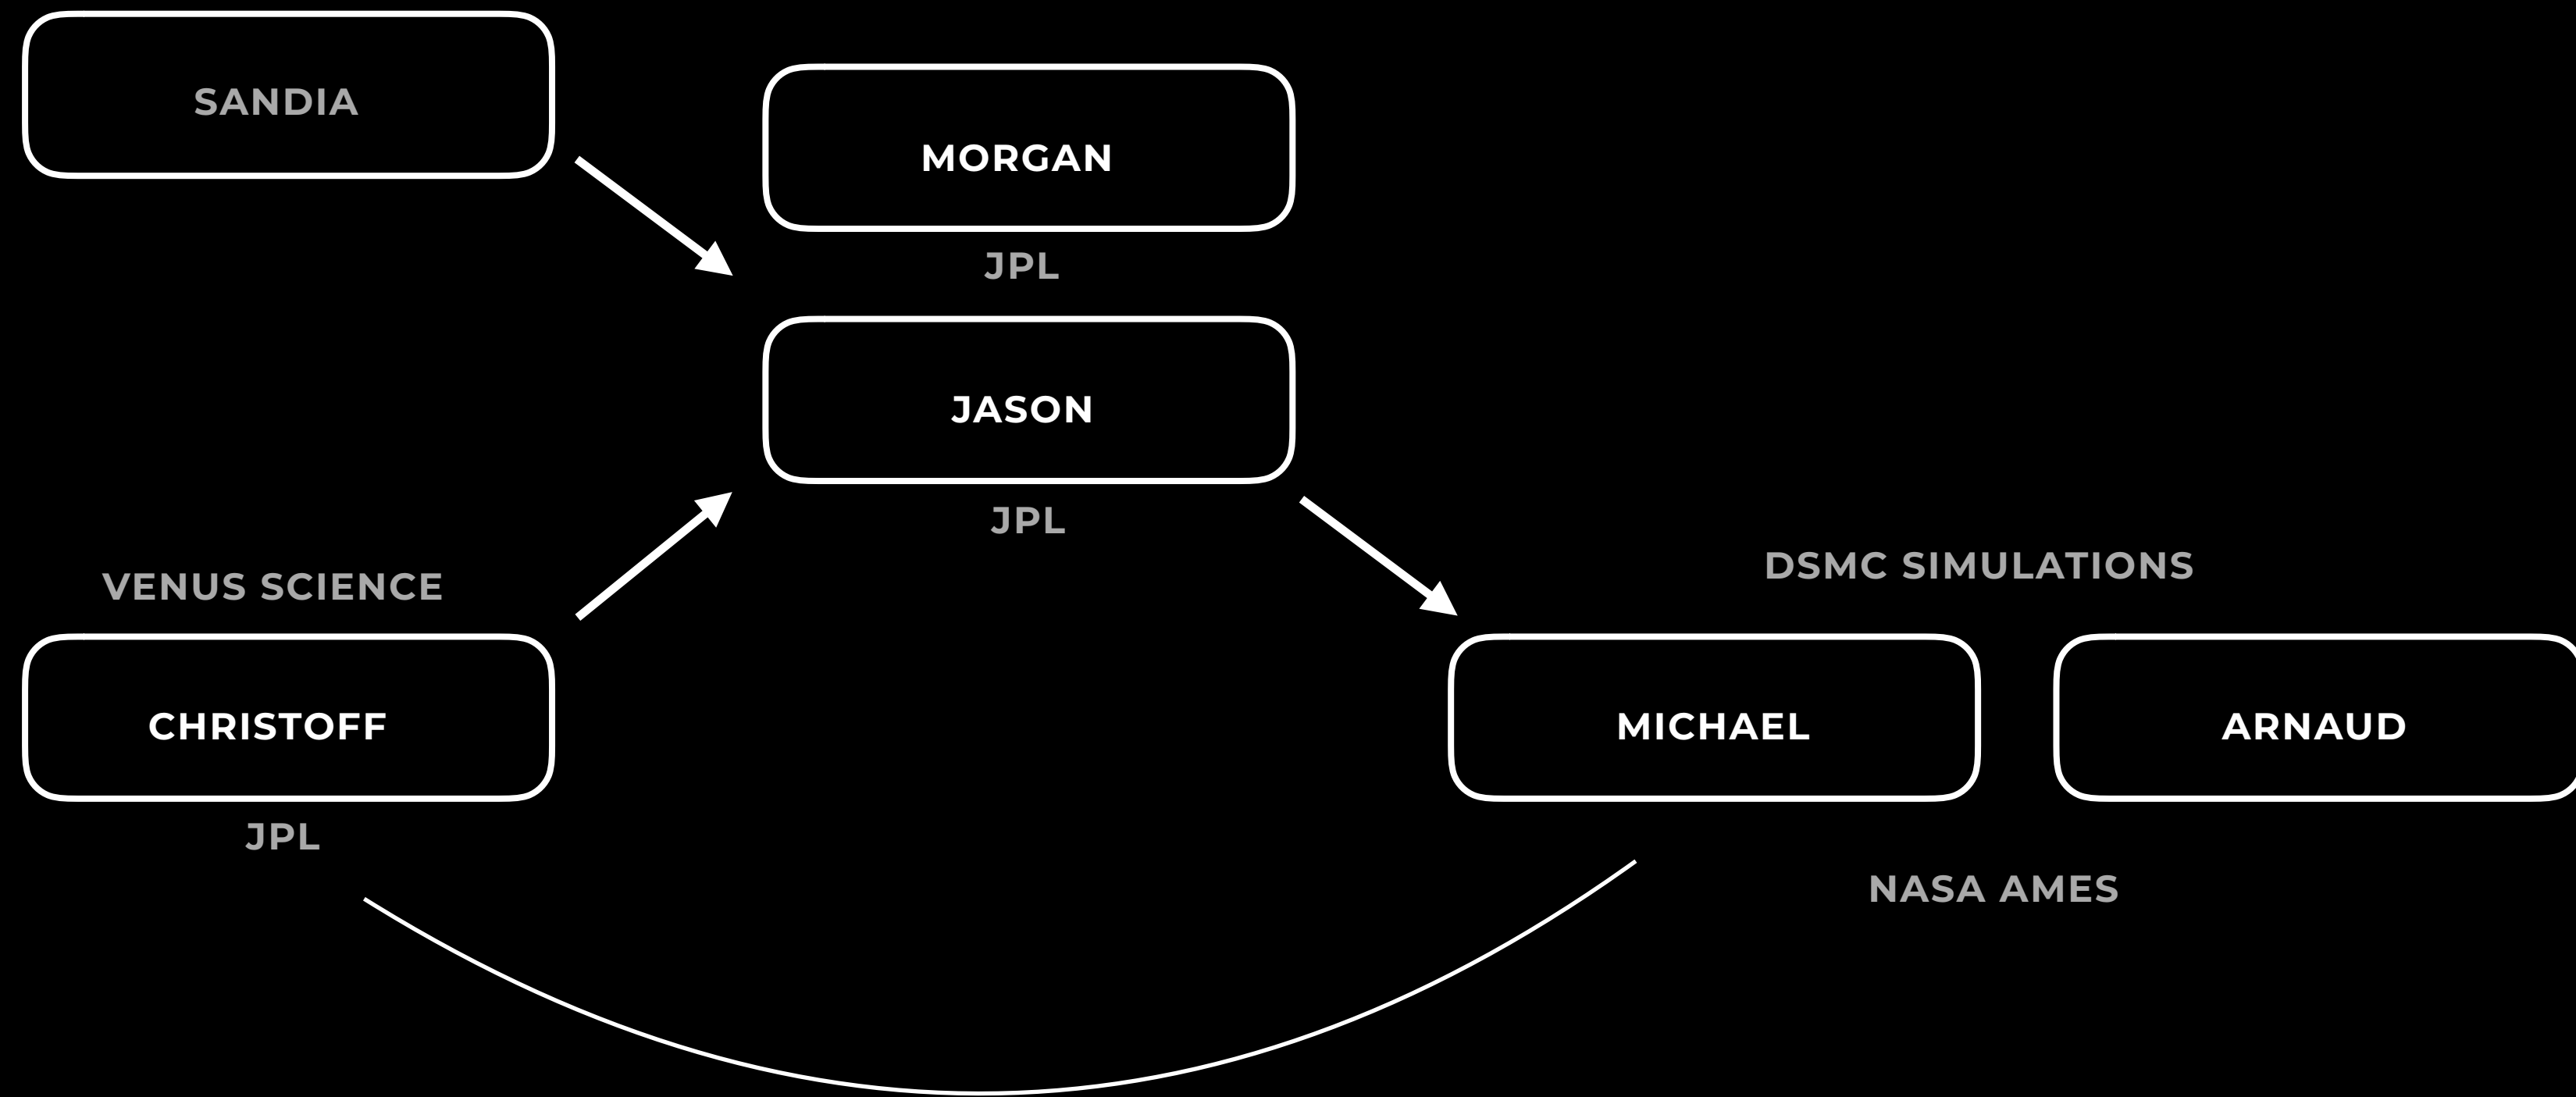 SANDIA
MORGAN
JPL
JASON
JPL
VENUS SCIENCE
CHRISTOFF
JPL
DSMC SIMULATIONS
MICHAEL
ARNAUD
NASA AMES